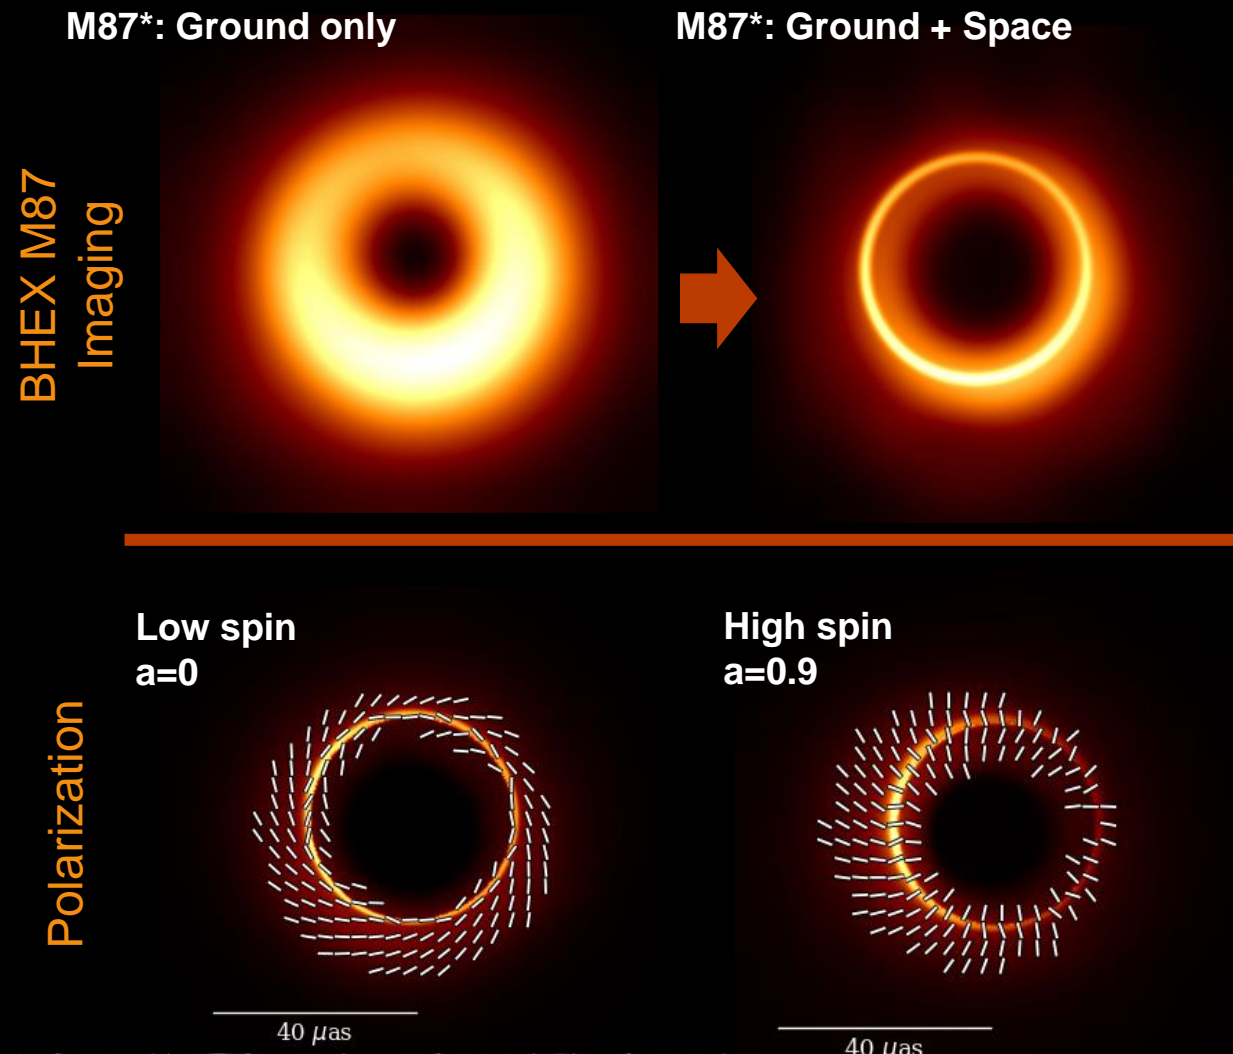 M87*: Ground only
M87*: Ground + Space
BHEX M87
Imaging
Low spin
a=0
High spin
a=0.9
Polarization
40 μas
40 μas